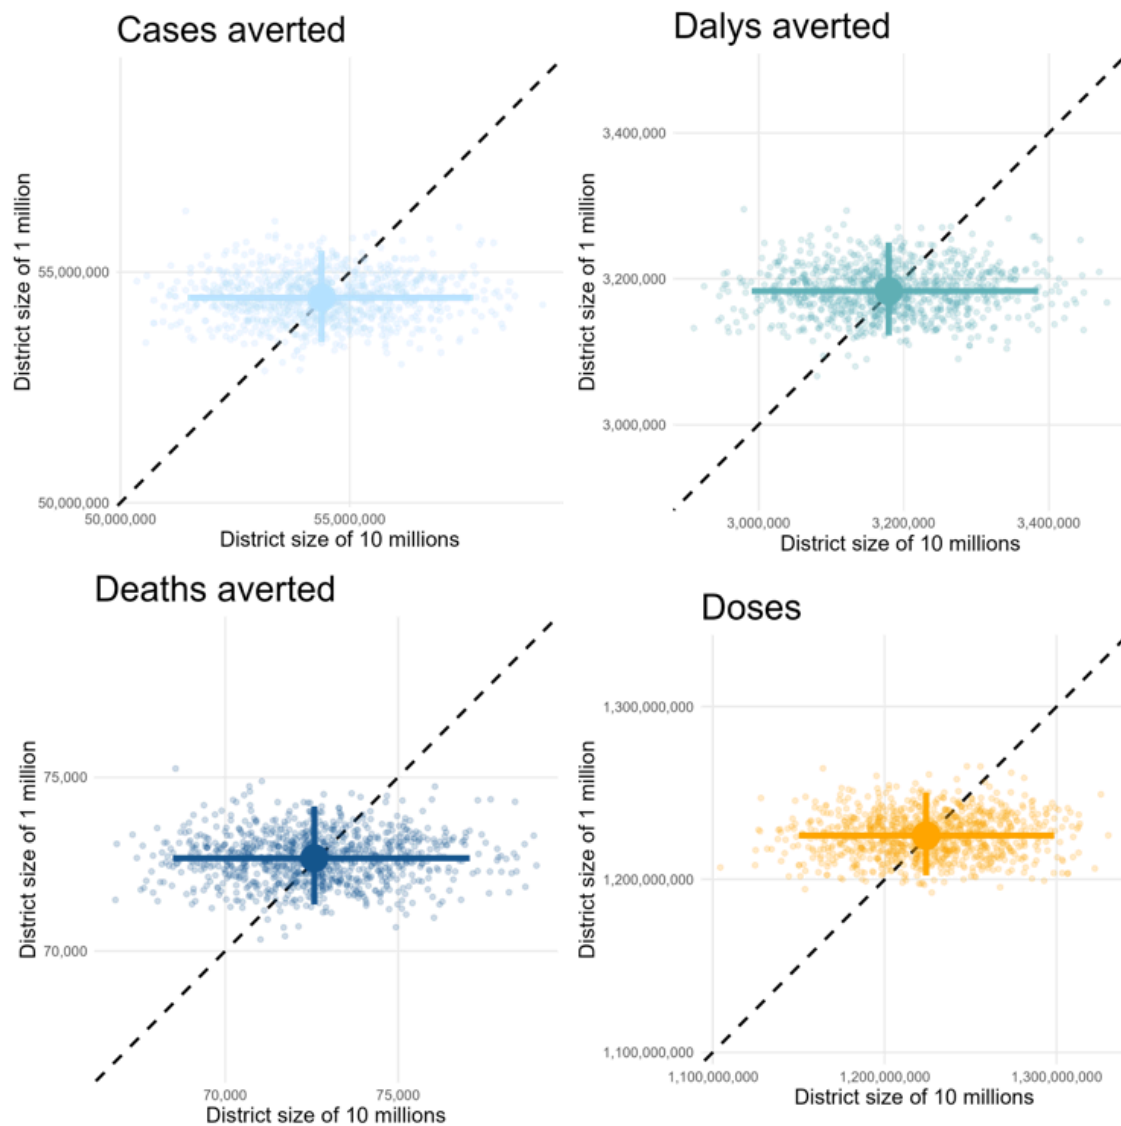 Cases averted
District size of 1 million
55,000,000
50,000,000
50,000,000
55,000,000
District size of 10 millions
Dalys averted
District size of 1 million
3,400,000
3,200,000
3,000,000
3,000,000
3,200,000
3,400,000
District size of 10 millions
Deaths averted
District size of 1 million
75,000
70,000
70,000
75,000
District size of 10 millions
Doses
District size of 1 million
1,300,000,000
1,200,000,000
1,100,000,000
1,100,000,000
1,200,000,000
1,300,000,000
District size of 10 millions